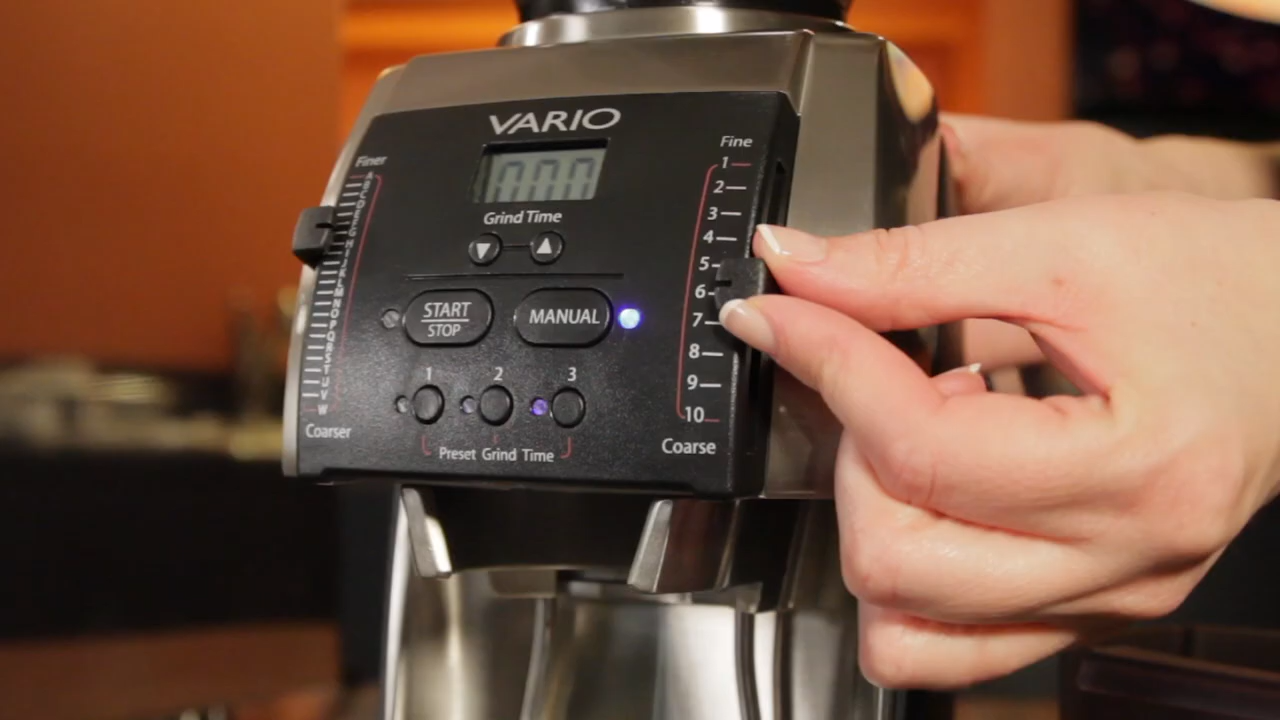 VARIO
000
Grind Time
Finer
W
Coarser
START
STOP
MANUAL
1 2 3
Preset Grind Time
Fine
1
2
3
4
5
6
7
8
9
10
Coarse